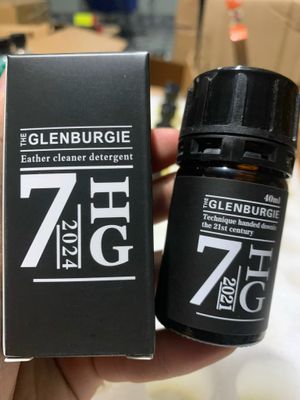 THE GLENBURGIE
Eather cleaner detergent
7 HG
2024
40ml
THE GLENBURGIE
Technique handed down in
the 21st century
7 HG
2021